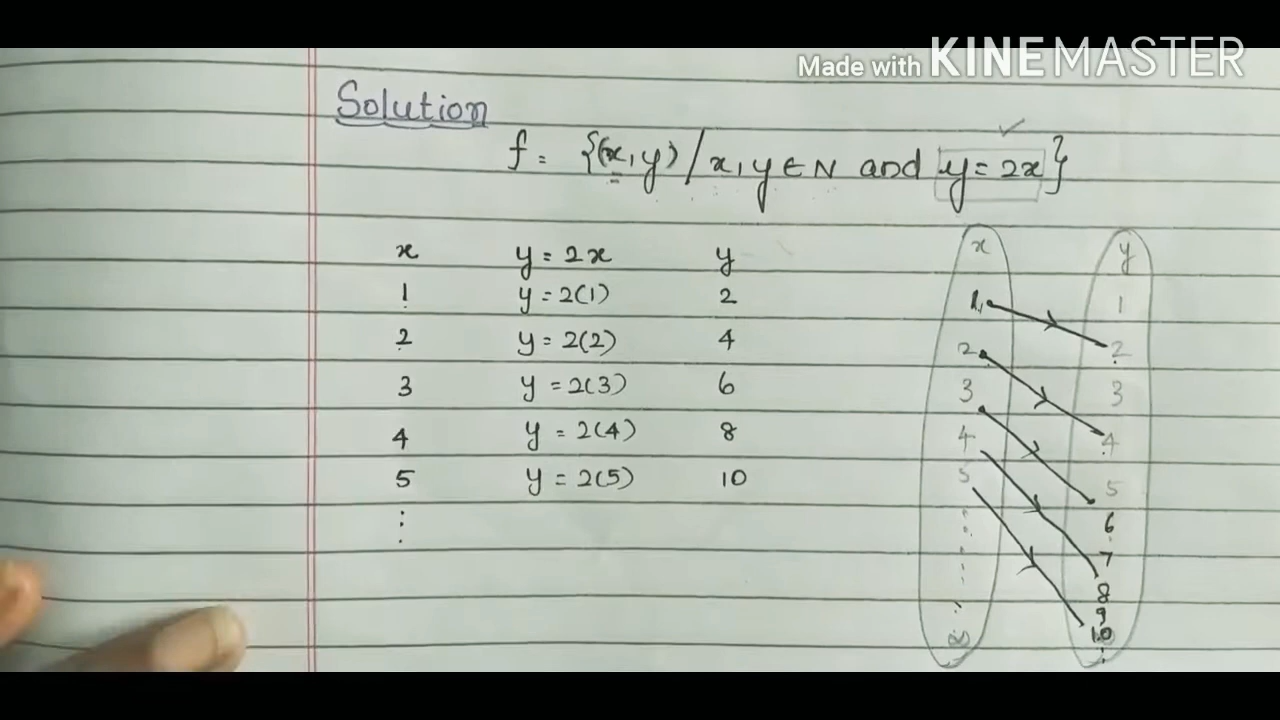 Made with KINEMASTER
Solution
f = {(x,y) / x,y ∈ N and y = 2x}
x y = 2x y
1 y = 2(1) 2
2 y = 2(2) 4
3 y = 2(3) 6
4 y = 2(4) 8
5 y = 2(5) 10
⋮
x y
1 1
2 2
3 3
4 4
5 5
6
7
8
9
∞ 10